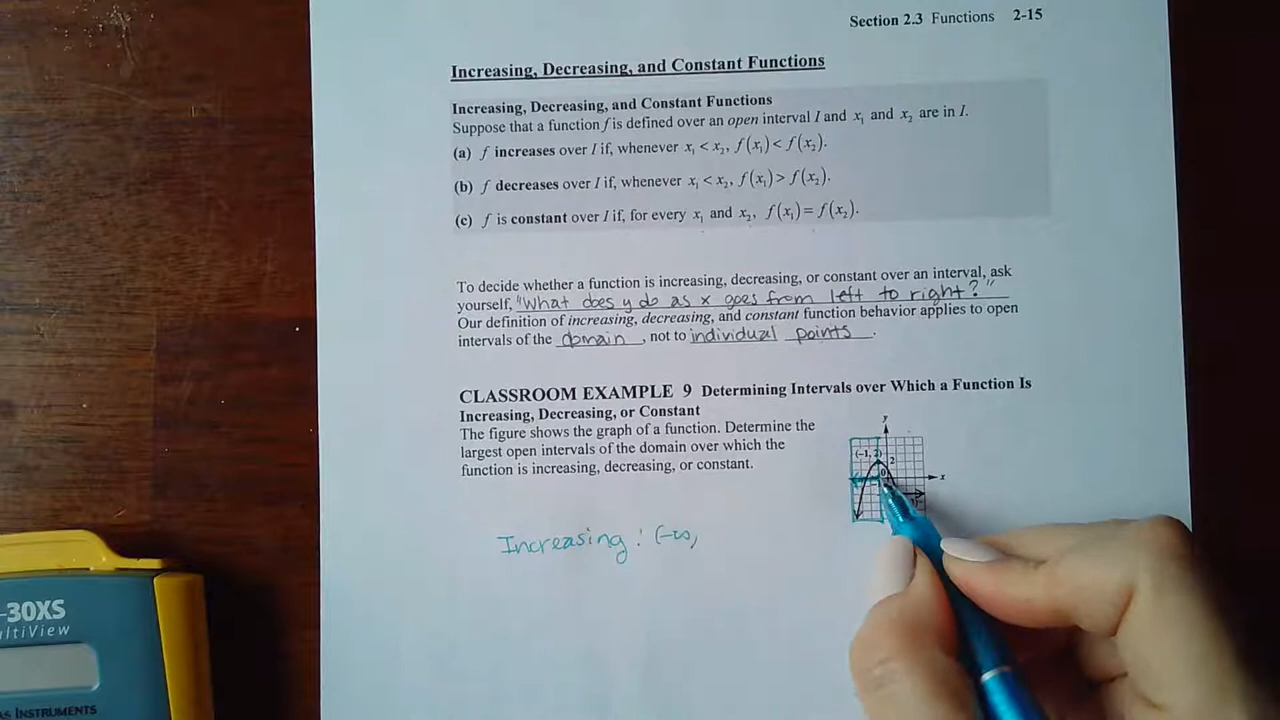 Section 2.3 Functions 2-15
Increasing, Decreasing, and Constant Functions
Increasing, Decreasing, and Constant Functions
Suppose that a function f is defined over an open interval I and x₁ and x₂ are in I.
(a) f increases over I if, whenever x₁ < x₂, f(x₁) < f(x₂).
(b) f decreases over I if, whenever x₁ < x₂, f(x₁) > f(x₂).
(c) f is constant over I if, for every x₁ and x₂, f(x₁) = f(x₂).
To decide whether a function is increasing, decreasing, or constant over an interval, ask
yourself, "What does y do as x goes from left to right?"
Our definition of increasing, decreasing, and constant function behavior applies to open
intervals of the domain, not to individual points.
CLASSROOM EXAMPLE 9 Determining Intervals over Which a Function Is
Increasing, Decreasing, or Constant
The figure shows the graph of a function. Determine the
largest open intervals of the domain over which the
function is increasing, decreasing, or constant.
y
(-1, 2)
2
0
x
Increasing: (-∞,
-30XS
ultiView
AS INSTRUMENTS